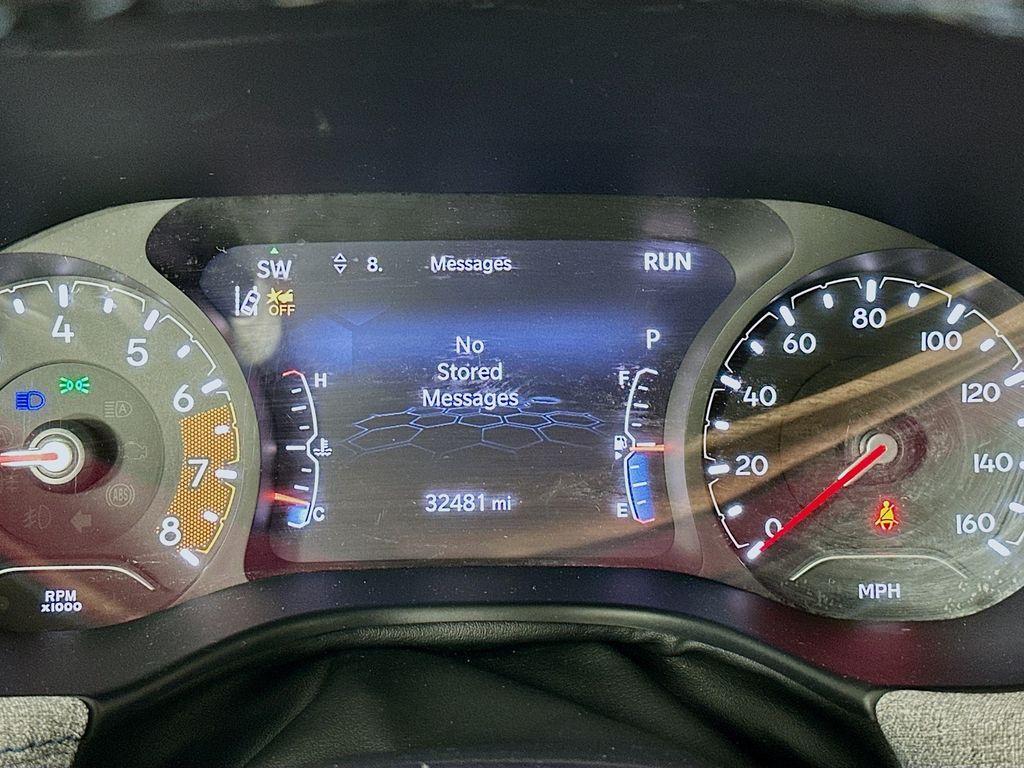 SW
8.
Messages
RUN
OFF
P
No
Stored
Messages
H
C
F
E
32481 mi
4
5
6
7
8
A
ABS
RPM
x1000
0
20
40
60
80
100
120
140
160
MPH